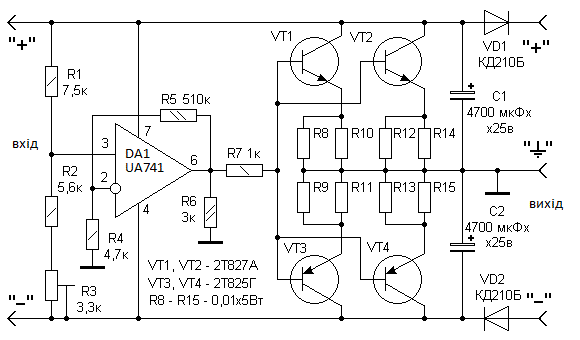 "+"
R1
7,5к
вхід
R2
5,6к
R4
4,7к
"–"
R3
3,3к
R5 510к
3
7
DA1
UA741
6
2
4
R7 1к
R6
3к
VT1
VT2
R8
R10
R12
R14
R9
R11
R13
R15
VT3
VT4
VT1, VT2 - 2Т827А
VT3, VT4 - 2Т825Г
R8 - R15 - 0,01х5Вт
VD1
КД210Б
"+"
C1
4700 мкФх
х25в
"⏚"
вихід
C2
4700 мкФх
х25в
VD2
КД210Б
"–"